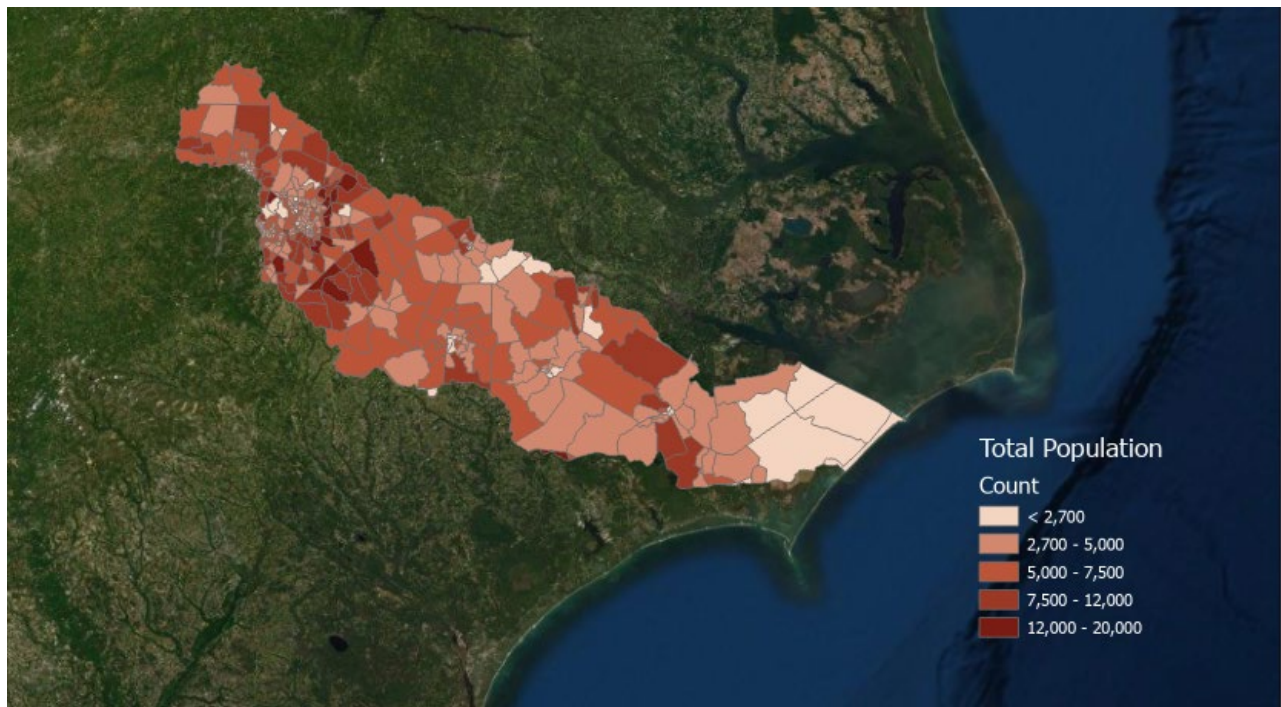 Total Population
Count
< 2,700
2,700 - 5,000
5,000 - 7,500
7,500 - 12,000
12,000 - 20,000